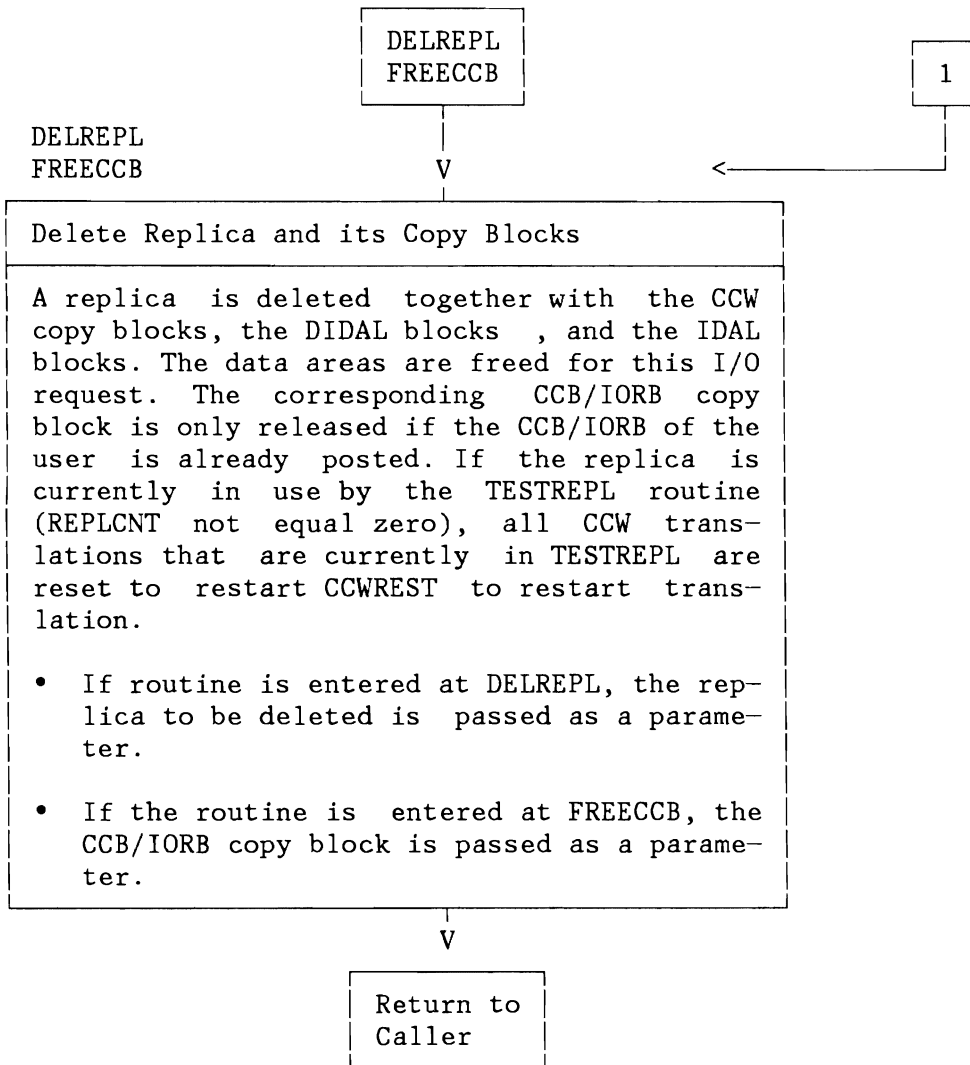 DELREPL
FREECCB
1
DELREPL
FREECCB
V
<
Delete Replica and its Copy Blocks
A replica is deleted together with the CCW
copy blocks, the DIDAL blocks , and the IDAL
blocks. The data areas are freed for this I/O
request. The corresponding CCB/IORB copy
block is only released if the CCB/IORB of the
user is already posted. If the replica is
currently in use by the TESTREPL routine
(REPLCNT not equal zero), all CCW trans-
lations that are currently in TESTREPL are
reset to restart CCWREST to restart trans-
lation.
• If routine is entered at DELREPL, the rep-
lica to be deleted is passed as a parame-
ter.
• If the routine is entered at FREECCB, the
CCB/IORB copy block is passed as a parame-
ter.
V
Return to
Caller